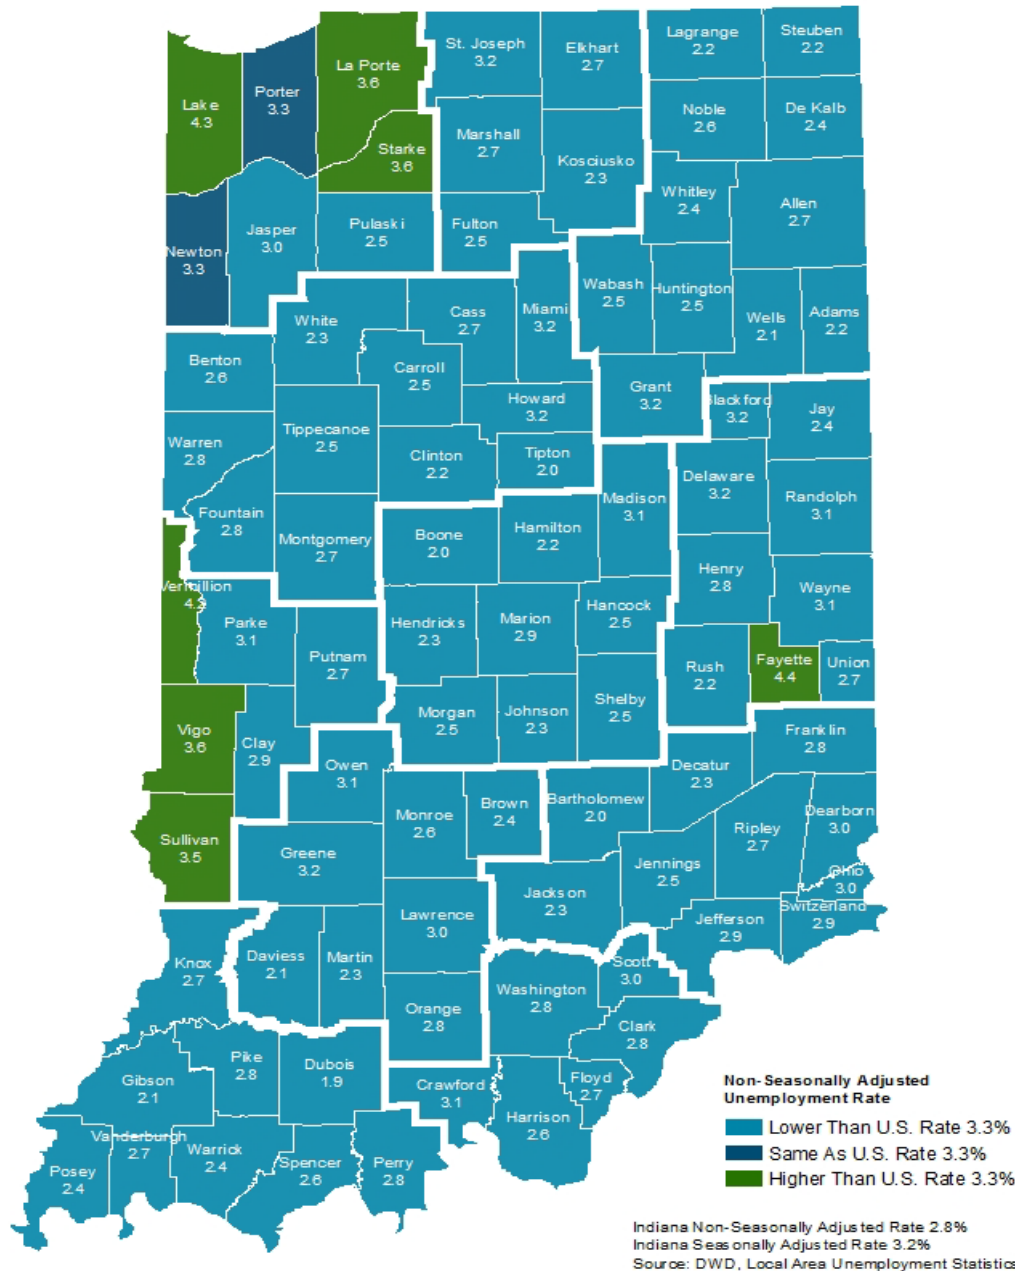 St. Joseph
3.2
Elkhart
2.7
Lagrange
2.2
Steuben
2.2
La Porte
3.6
Porter
3.3
Lake
4.3
Noble
2.6
De Kalb
2.4
Starke
3.6
Marshall
2.7
Kosciusko
2.3
Whitley
2.4
Allen
2.7
Newton
3.3
Jasper
3.0
Pulaski
2.5
Fulton
2.5
Wabash
2.5
Huntington
2.5
White
2.3
Cass
2.7
Miami
3.2
Wells
2.1
Adams
2.2
Benton
2.6
Carroll
2.5
Howard
3.2
Grant
3.2
Blackford
3.2
Jay
2.4
Warren
2.8
Tippecanoe
2.5
Clinton
2.2
Tipton
2.0
Madison
3.1
Delaware
3.2
Randolph
3.1
Fountain
2.8
Montgomery
2.7
Boone
2.0
Hamilton
2.2
Henry
2.8
Wayne
3.1
Vermillion
4.2
Parke
3.1
Putnam
2.7
Hendricks
2.3
Marion
2.9
Hancock
2.5
Rush
2.2
Fayette
4.4
Union
2.7
Vigo
3.6
Clay
2.9
Morgan
2.5
Johnson
2.3
Shelby
2.5
Franklin
2.8
Owen
3.1
Monroe
2.6
Brown
2.4
Bartholomew
2.0
Decatur
2.3
Ripley
2.7
Dearborn
3.0
Sullivan
3.5
Greene
3.2
Jackson
2.3
Jennings
2.5
Ohio
3.0
Lawrence
3.0
Jefferson
2.9
Switzerland
2.9
Knox
2.7
Daviess
2.1
Martin
2.3
Orange
2.8
Washington
2.8
Scott
3.0
Clark
2.8
Gibson
2.1
Pike
2.8
Dubois
1.9
Crawford
3.1
Floyd
2.7
Harrison
2.6
Posey
2.4
Vanderburgh
2.7
Warrick
2.4
Spencer
2.6
Perry
2.8
Non-Seasonally Adjusted
Unemployment Rate
Lower Than U.S. Rate 3.3%
Same As U.S. Rate 3.3%
Higher Than U.S. Rate 3.3%
Indiana Non-Seasonally Adjusted Rate 2.8%
Indiana Seasonally Adjusted Rate 3.2%
Source: DWD, Local Area Unemployment Statistics